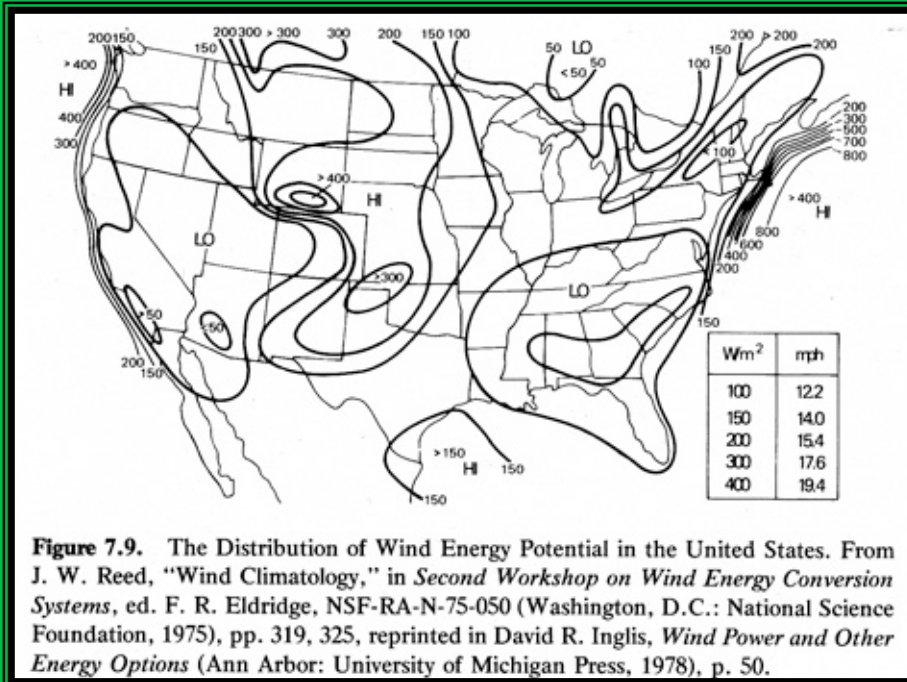 200 150 150 200 300 > 300 300 200 150 100 50 LO 50 100 150 200 > 200 200
> 400 < 50
HI
400
300
200
300
500
700
800
< 100
> 400
HI
> 400
HI
LO
> 300
LO
800
600
400
200
150
> 50
< 50
200
150
> 150
HI
150
150
W/m² mph
100 12.2
150 14.0
200 15.4
300 17.6
400 19.4
Figure 7.9. The Distribution of Wind Energy Potential in the United States. From
J. W. Reed, “Wind Climatology,” in Second Workshop on Wind Energy Conversion
Systems, ed. F. R. Eldridge, NSF-RA-N-75-050 (Washington, D.C.: National Science
Foundation, 1975), pp. 319, 325, reprinted in David R. Inglis, Wind Power and Other
Energy Options (Ann Arbor: University of Michigan Press, 1978), p. 50.